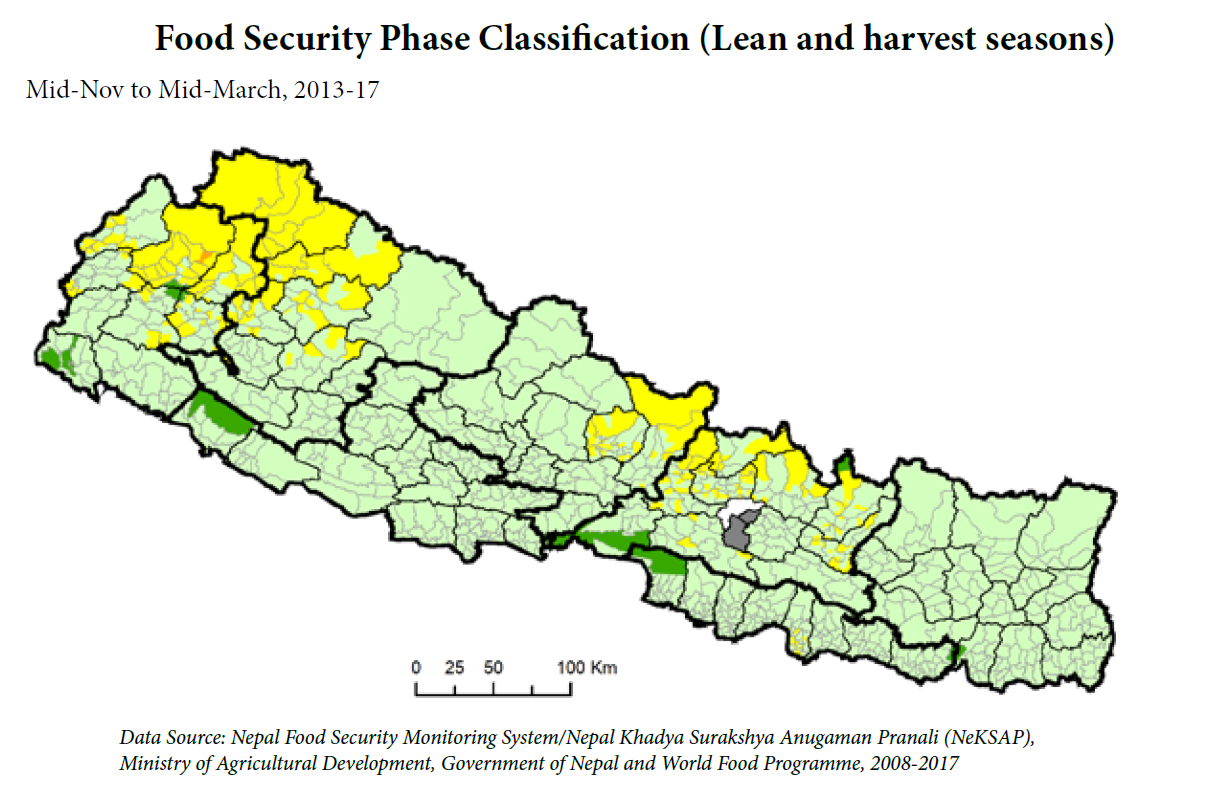 Food Security Phase Classification (Lean and harvest seasons)
Mid-Nov to Mid-March, 2013-17
0 25 50 100 Km
Data Source: Nepal Food Security Monitoring System/Nepal Khadya Surakshya Anugaman Pranali (NeKSAP),
Ministry of Agricultural Development, Government of Nepal and World Food Programme, 2008-2017